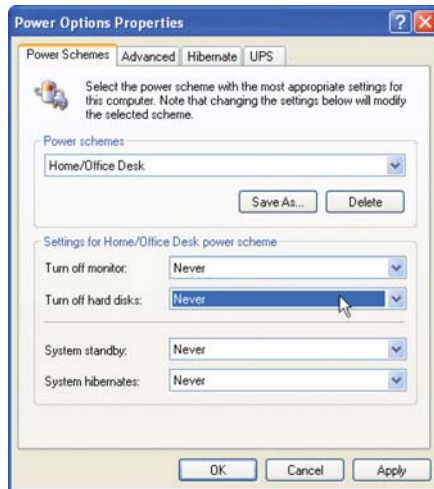 Power Options Properties
Power Schemes Advanced Hibernate UPS
Select the power scheme with the most appropriate settings for
this computer. Note that changing the settings below will modify
the selected scheme.
Power schemes
Home/Office Desk
Save As... Delete
Settings for Home/Office Desk power scheme
Turn off monitor: Never
Turn off hard disks: Never
System standby: Never
System hibernates: Never
OK Cancel Apply